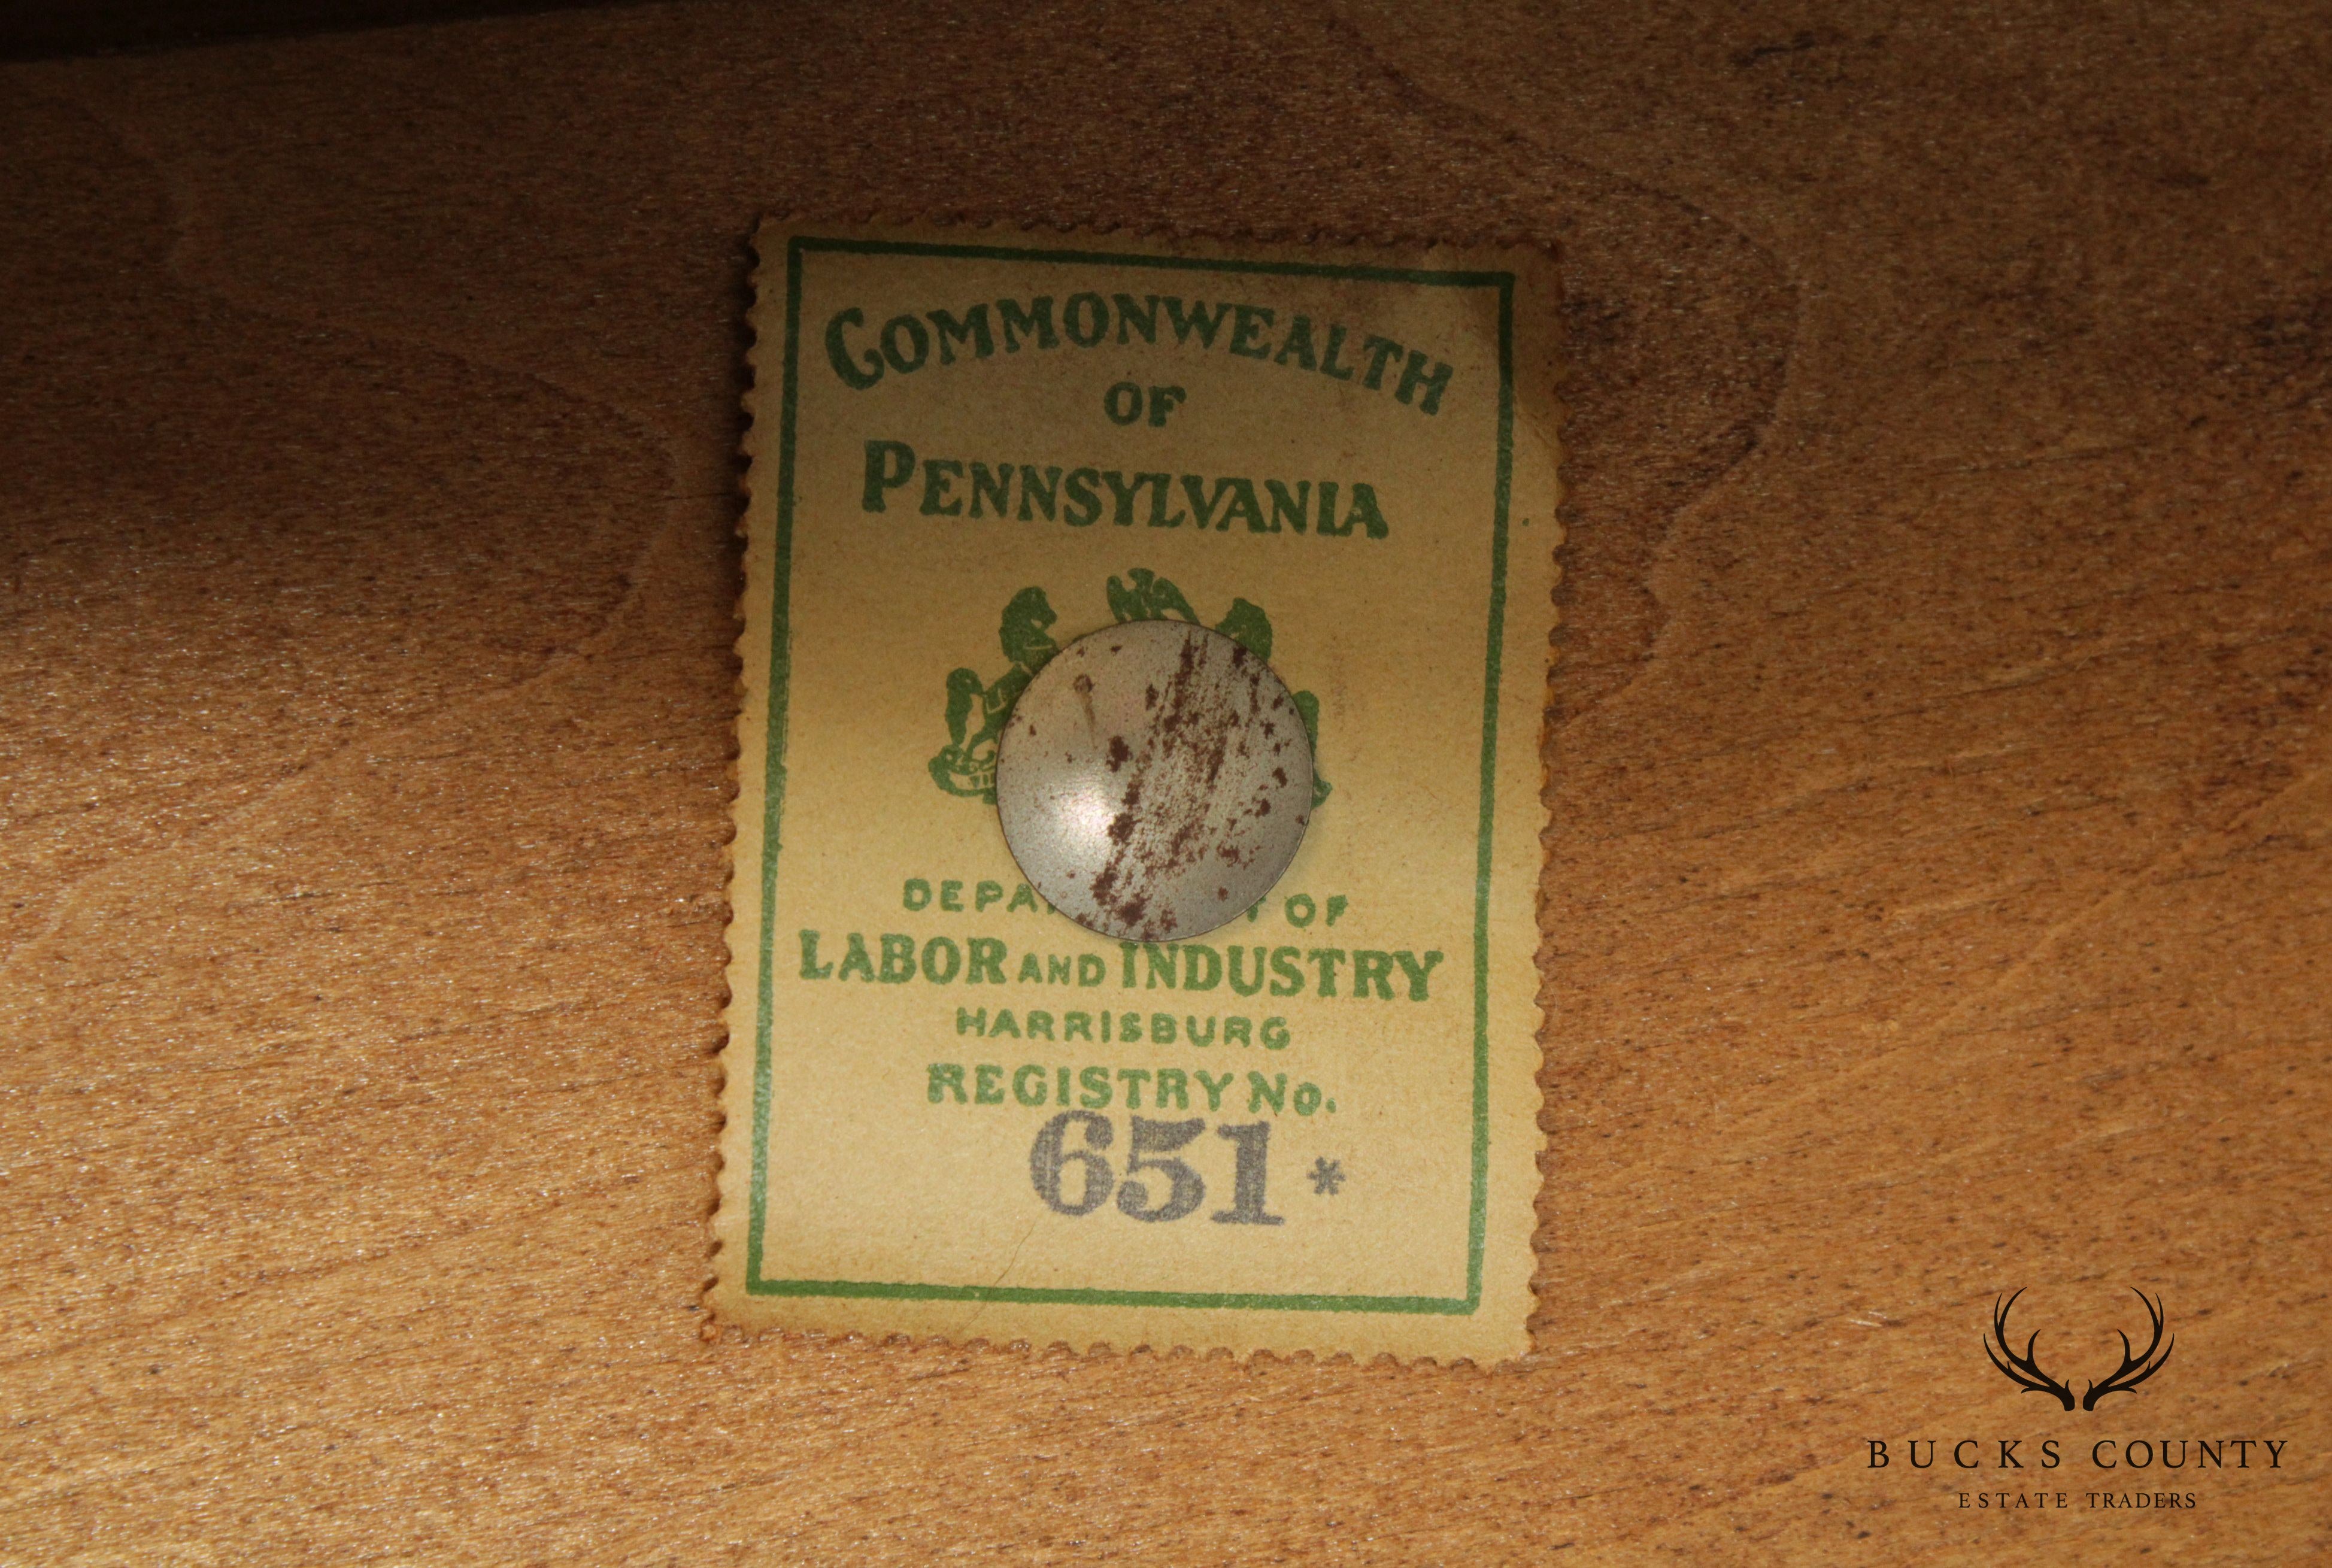 COMMONWEALTH
OF
PENNSYLVANIA
OF
LABOR AND INDUSTRY
HARRISBURG
REGISTRY No.
651*
BUCKS COUNTY
ESTATE TRADERS